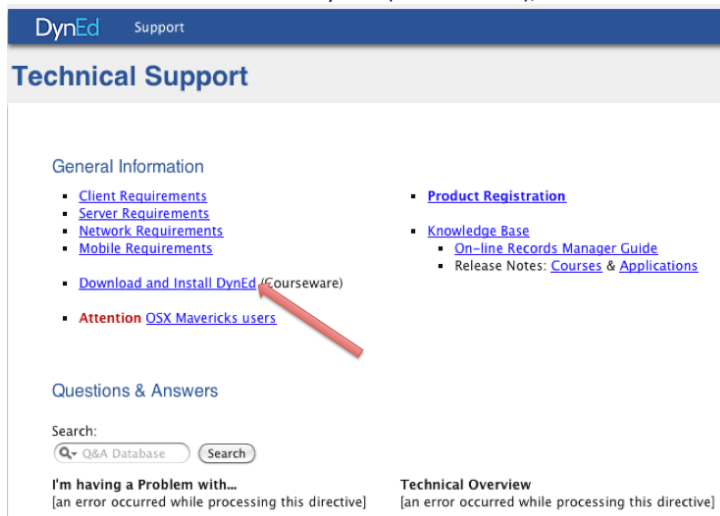 DynEd Support
Technical Support
General Information
Client Requirements
Server Requirements
Network Requirements
Mobile Requirements
Download and Install DynEd (Courseware)
Attention OSX Mavericks users
Product Registration
Knowledge Base
On-line Records Manager Guide
Release Notes: Courses & Applications
Questions & Answers
Search:
Q&A Database Search
I'm having a Problem with...
[an error occurred while processing this directive]
Technical Overview
[an error occurred while processing this directive]